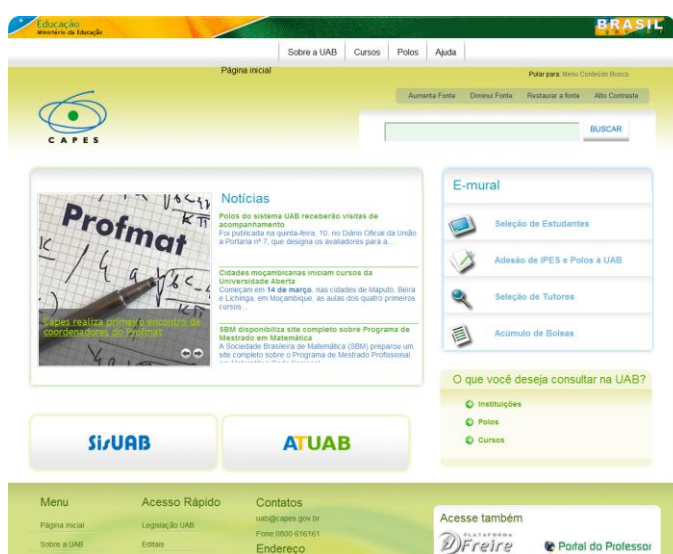 Educação
Ministério da Educação
BRASIL
Sobre a UAB
Cursos
Polos
Ajuda
Página inicial
Pular para: Menu Conteúdo Busca
Aumenta Fonte
Diminui Fonte
Restaurar a fonte
Alto Contraste
CAPES
BUSCAR
Profmat
Capes realiza primeiro encontro de
coordenadores do Profmat
Notícias
Polos do sistema UAB receberão visitas de
acompanhamento
Foi publicada na quinta-feira, 10, no Diário Oficial da União
a Portaria nº 7, que designa os avaliadores para a...
Cidades moçambicanas iniciam cursos da
Universidade Aberta
Começam em 14 de março, nas cidades de Maputo, Beira
e Lichinga, em Moçambique, as aulas dos quatro primeiros
cursos...
SBM disponibiliza site completo sobre Programa de
Mestrado em Matemática
A Sociedade Brasileira de Matemática (SBM) preparou um
site completo sobre o Programa de Mestrado Profissional
E-mural
Seleção de Estudantes
Adesão de IPES e Polos à UAB
Seleção de Tutores
Acúmulo de Bolsas
O que você deseja consultar na UAB?
Instituições
Polos
Cursos
SisUAB
ATUAB
Menu
Página inicial
Sobre a UAB
Acesso Rápido
Legislação UAB
Editais
Contatos
uab@capes.gov.br
Fone:0800 616161
Endereço
Acesse também
PLATAFORMA
Freire
Portal do Professor